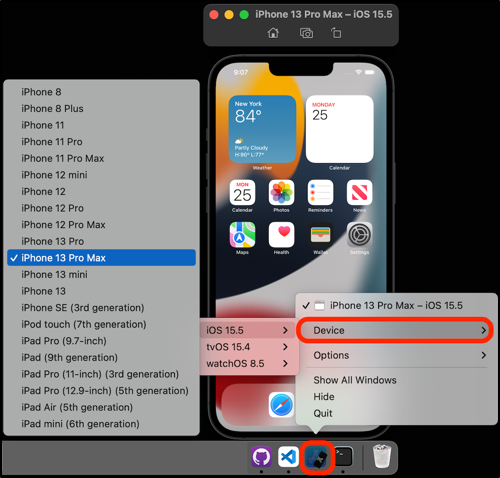 iPhone 13 Pro Max – iOS 15.5
9:07
New York
84°
Partly Cloudy
H:90° L:77°
Weather
MONDAY
25
Calendar
MON
25
Calendar
Photos
Reminders
News
Maps
Health
Wallet
Settings
iPhone 8
iPhone 8 Plus
iPhone 11
iPhone 11 Pro
iPhone 11 Pro Max
iPhone 12 mini
iPhone 12
iPhone 12 Pro
iPhone 12 Pro Max
iPhone 13 Pro
✓ iPhone 13 Pro Max
iPhone 13 mini
iPhone 13
iPhone SE (3rd generation)
iPod touch (7th generation)
iPad Pro (9.7-inch)
iPad (9th generation)
iPad Pro (11-inch) (3rd generation)
iPad Pro (12.9-inch) (5th generation)
iPad Air (5th generation)
iPad mini (6th generation)
iOS 15.5
tvOS 15.4
watchOS 8.5
✓ iPhone 13 Pro Max – iOS 15.5
Device
Options
Show All Windows
Hide
Quit